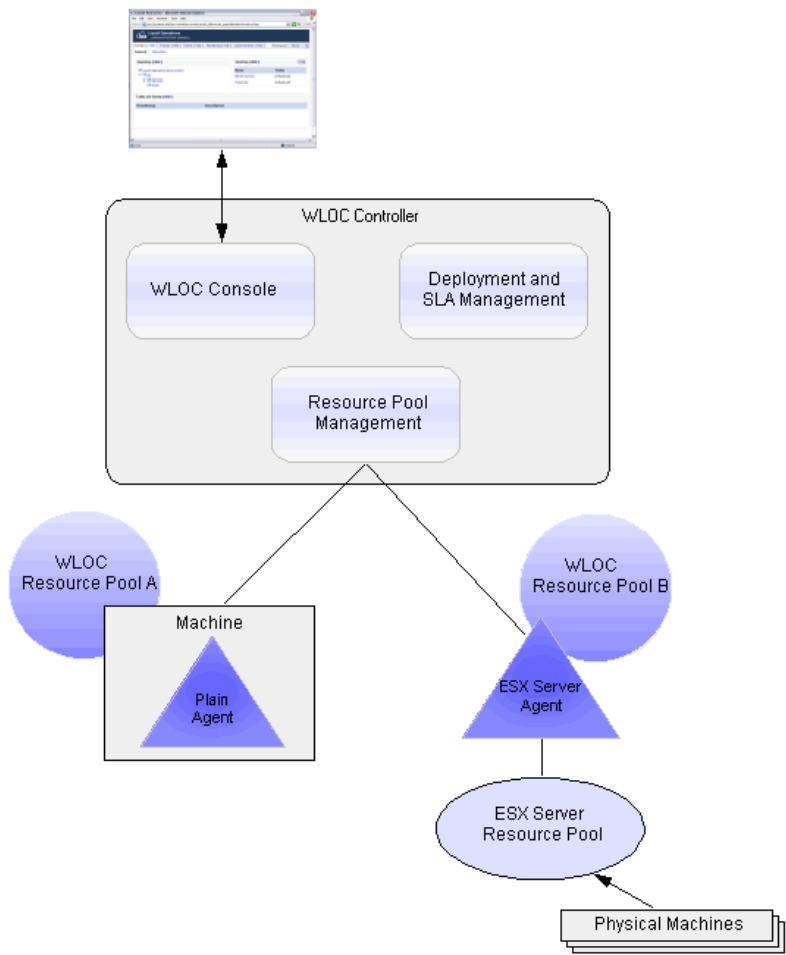 WLOC Controller
WLOC Console
Deployment and
SLA Management
Resource Pool
Management
WLOC
Resource Pool A
Machine
Plain
Agent
WLOC
Resource Pool B
ESX Server
Agent
ESX Server
Resource Pool
Physical Machines